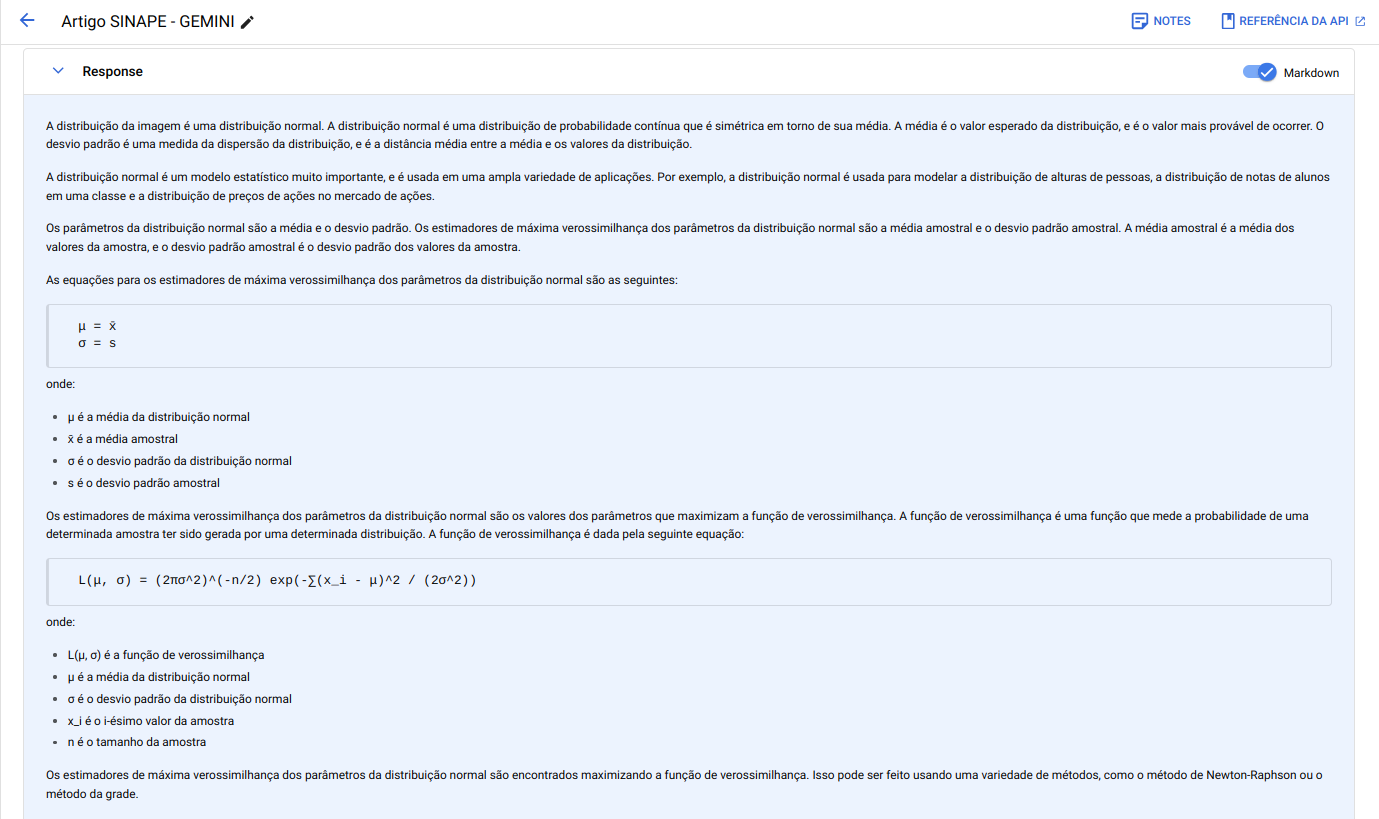 Artigo SINAPE - GEMINI
NOTES
REFERÊNCIA DA API
Response
Markdown
A distribuição da imagem é uma distribuição normal. A distribuição normal é uma distribuição de probabilidade contínua que é simétrica em torno de sua média. A média é o valor esperado da distribuição, e é o valor mais provável de ocorrer. O
desvio padrão é uma medida da dispersão da distribuição, e é a distância média entre a média e os valores da distribuição.
A distribuição normal é um modelo estatístico muito importante, e é usada em uma ampla variedade de aplicações. Por exemplo, a distribuição normal é usada para modelar a distribuição de alturas de pessoas, a distribuição de notas de alunos
em uma classe e a distribuição de preços de ações no mercado de ações.
Os parâmetros da distribuição normal são a média e o desvio padrão. Os estimadores de máxima verossimilhança dos parâmetros da distribuição normal são a média amostral e o desvio padrão amostral. A média amostral é a média dos
valores da amostra, e o desvio padrão amostral é o desvio padrão dos valores da amostra.
As equações para os estimadores de máxima verossimilhança dos parâmetros da distribuição normal são as seguintes:
μ = x̄
σ = s
onde:
• μ é a média da distribuição normal
• x̄ é a média amostral
• σ é o desvio padrão da distribuição normal
• s é o desvio padrão amostral
Os estimadores de máxima verossimilhança dos parâmetros da distribuição normal são os valores dos parâmetros que maximizam a função de verossimilhança. A função de verossimilhança é uma função que mede a probabilidade de uma
determinada amostra ter sido gerada por uma determinada distribuição. A função de verossimilhança é dada pela seguinte equação:
L(μ, σ) = (2πσ^2)^(-n/2) exp(-∑(x_i - μ)^2 / (2σ^2))
onde:
• L(μ, σ) é a função de verossimilhança
• μ é a média da distribuição normal
• σ é o desvio padrão da distribuição normal
• x_i é o i-ésimo valor da amostra
• n é o tamanho da amostra
Os estimadores de máxima verossimilhança dos parâmetros da distribuição normal são encontrados maximizando a função de verossimilhança. Isso pode ser feito usando uma variedade de métodos, como o método de Newton-Raphson ou o
método da grade.